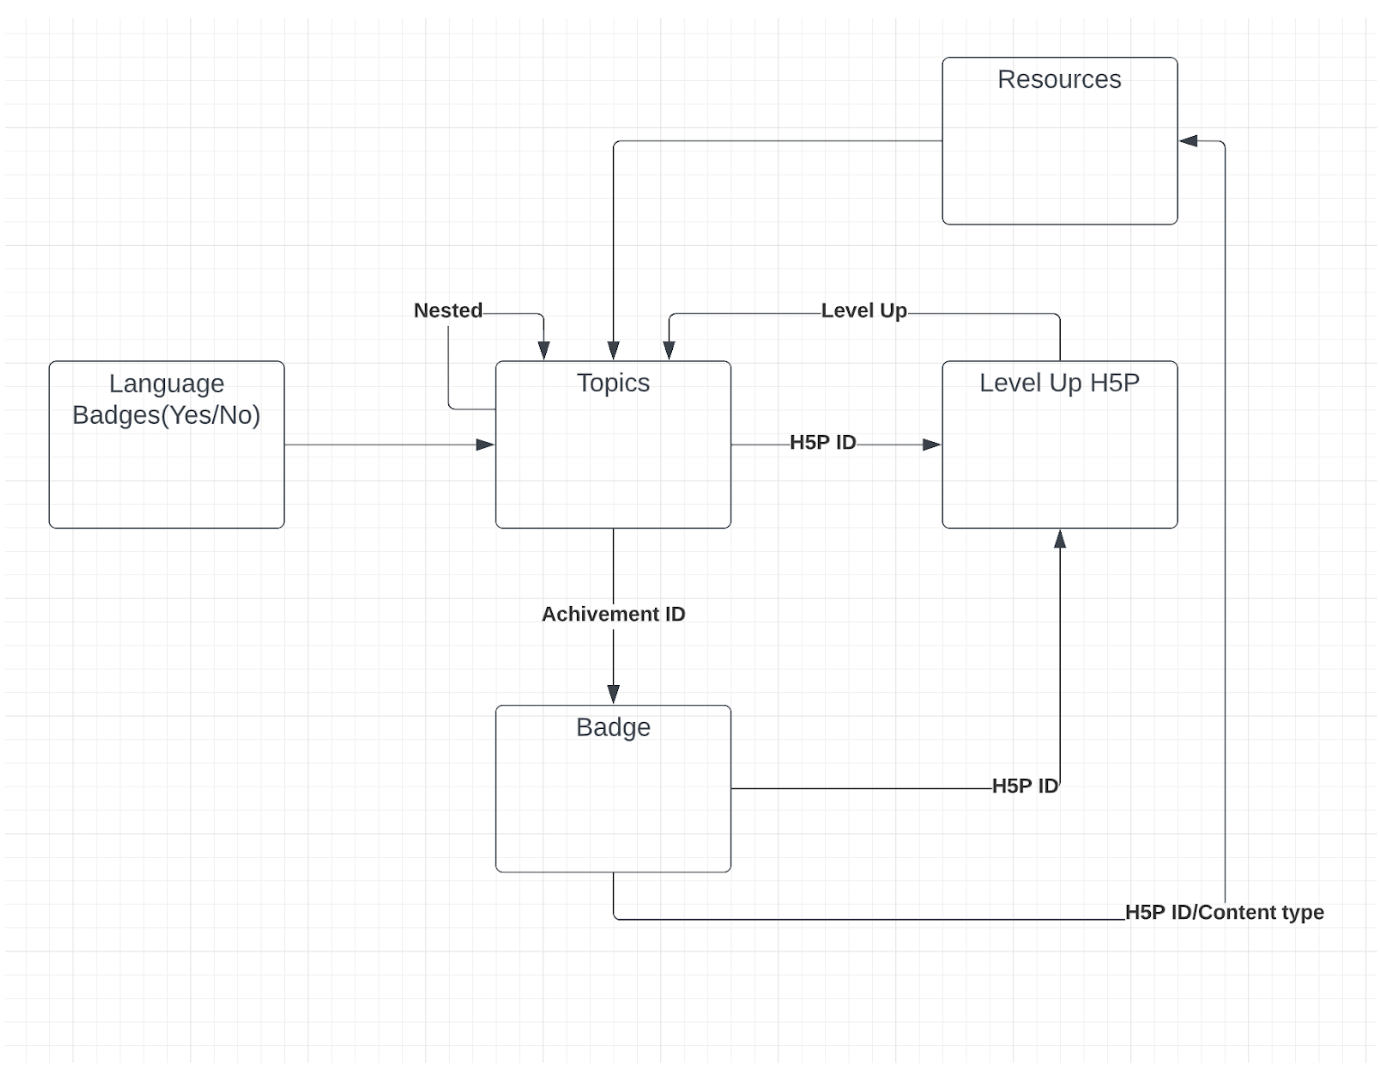 Resources
Nested
Level Up
Language
Badges(Yes/No)
Topics
Level Up H5P
H5P ID
Achivement ID
Badge
H5P ID
H5P ID/Content type